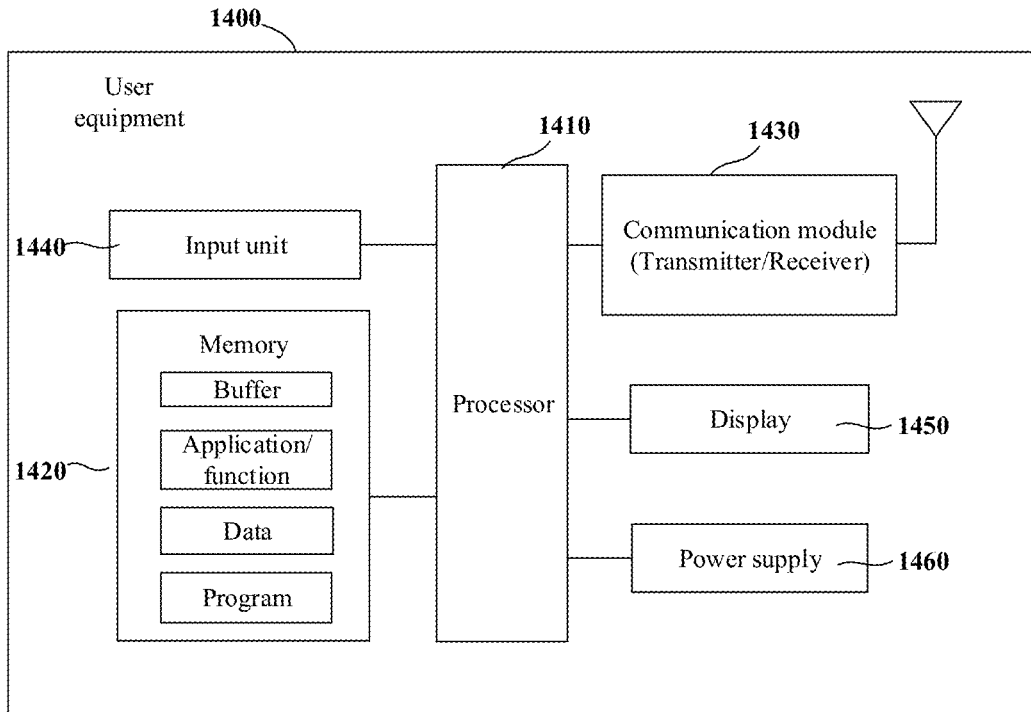 1400
User
equipment
1410
1430
1440
Input unit
Communication module
(Transmitter/Receiver)
Memory
Buffer
Application/
function
Data
Program
1420
Processor
Display
1450
Power supply
1460